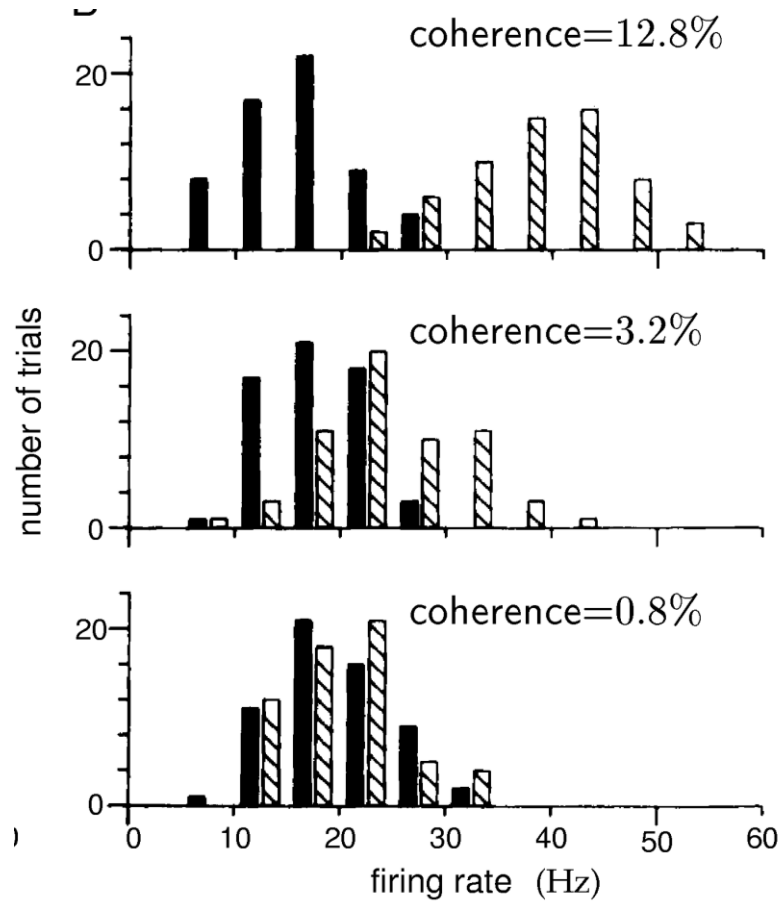 coherence=12.8%
20
0
coherence=3.2%
20
0
number of trials
coherence=0.8%
20
0
0 10 20 30 40 50 60
firing rate (Hz)